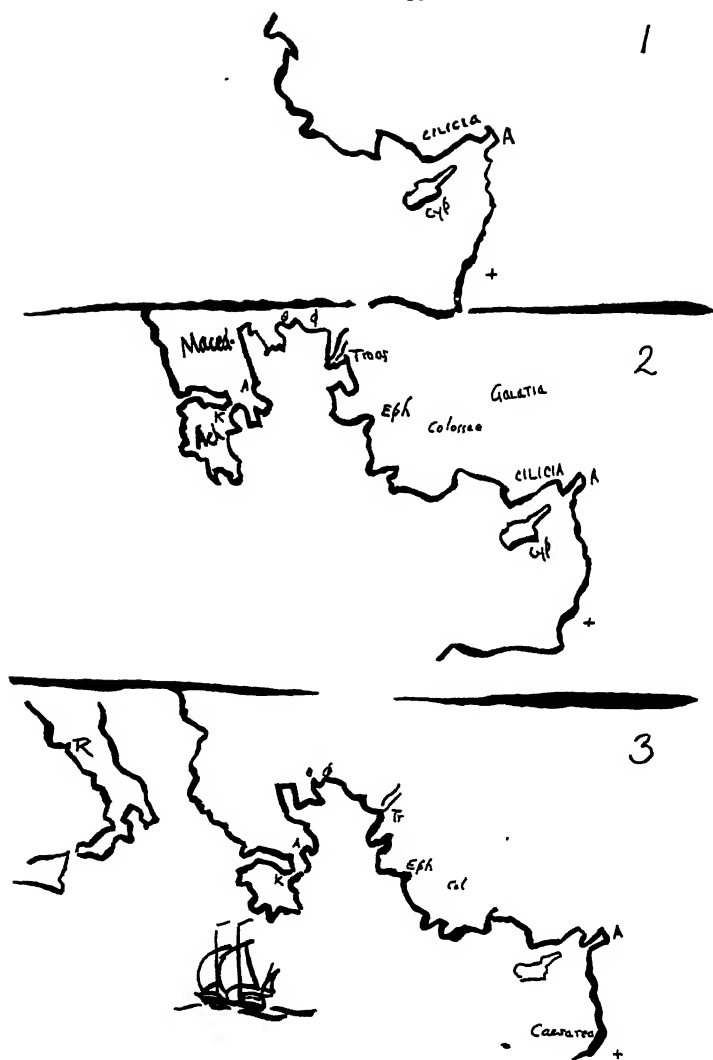 1
CILICIA
A
Cyp
+
2
Maced.
Troas
A
Galatia
Eph
K
Colossae
Ach
CILICIA
A
Cyp
+
3
R
Tr
A
Eph
Col
K
A
Caesarea
+